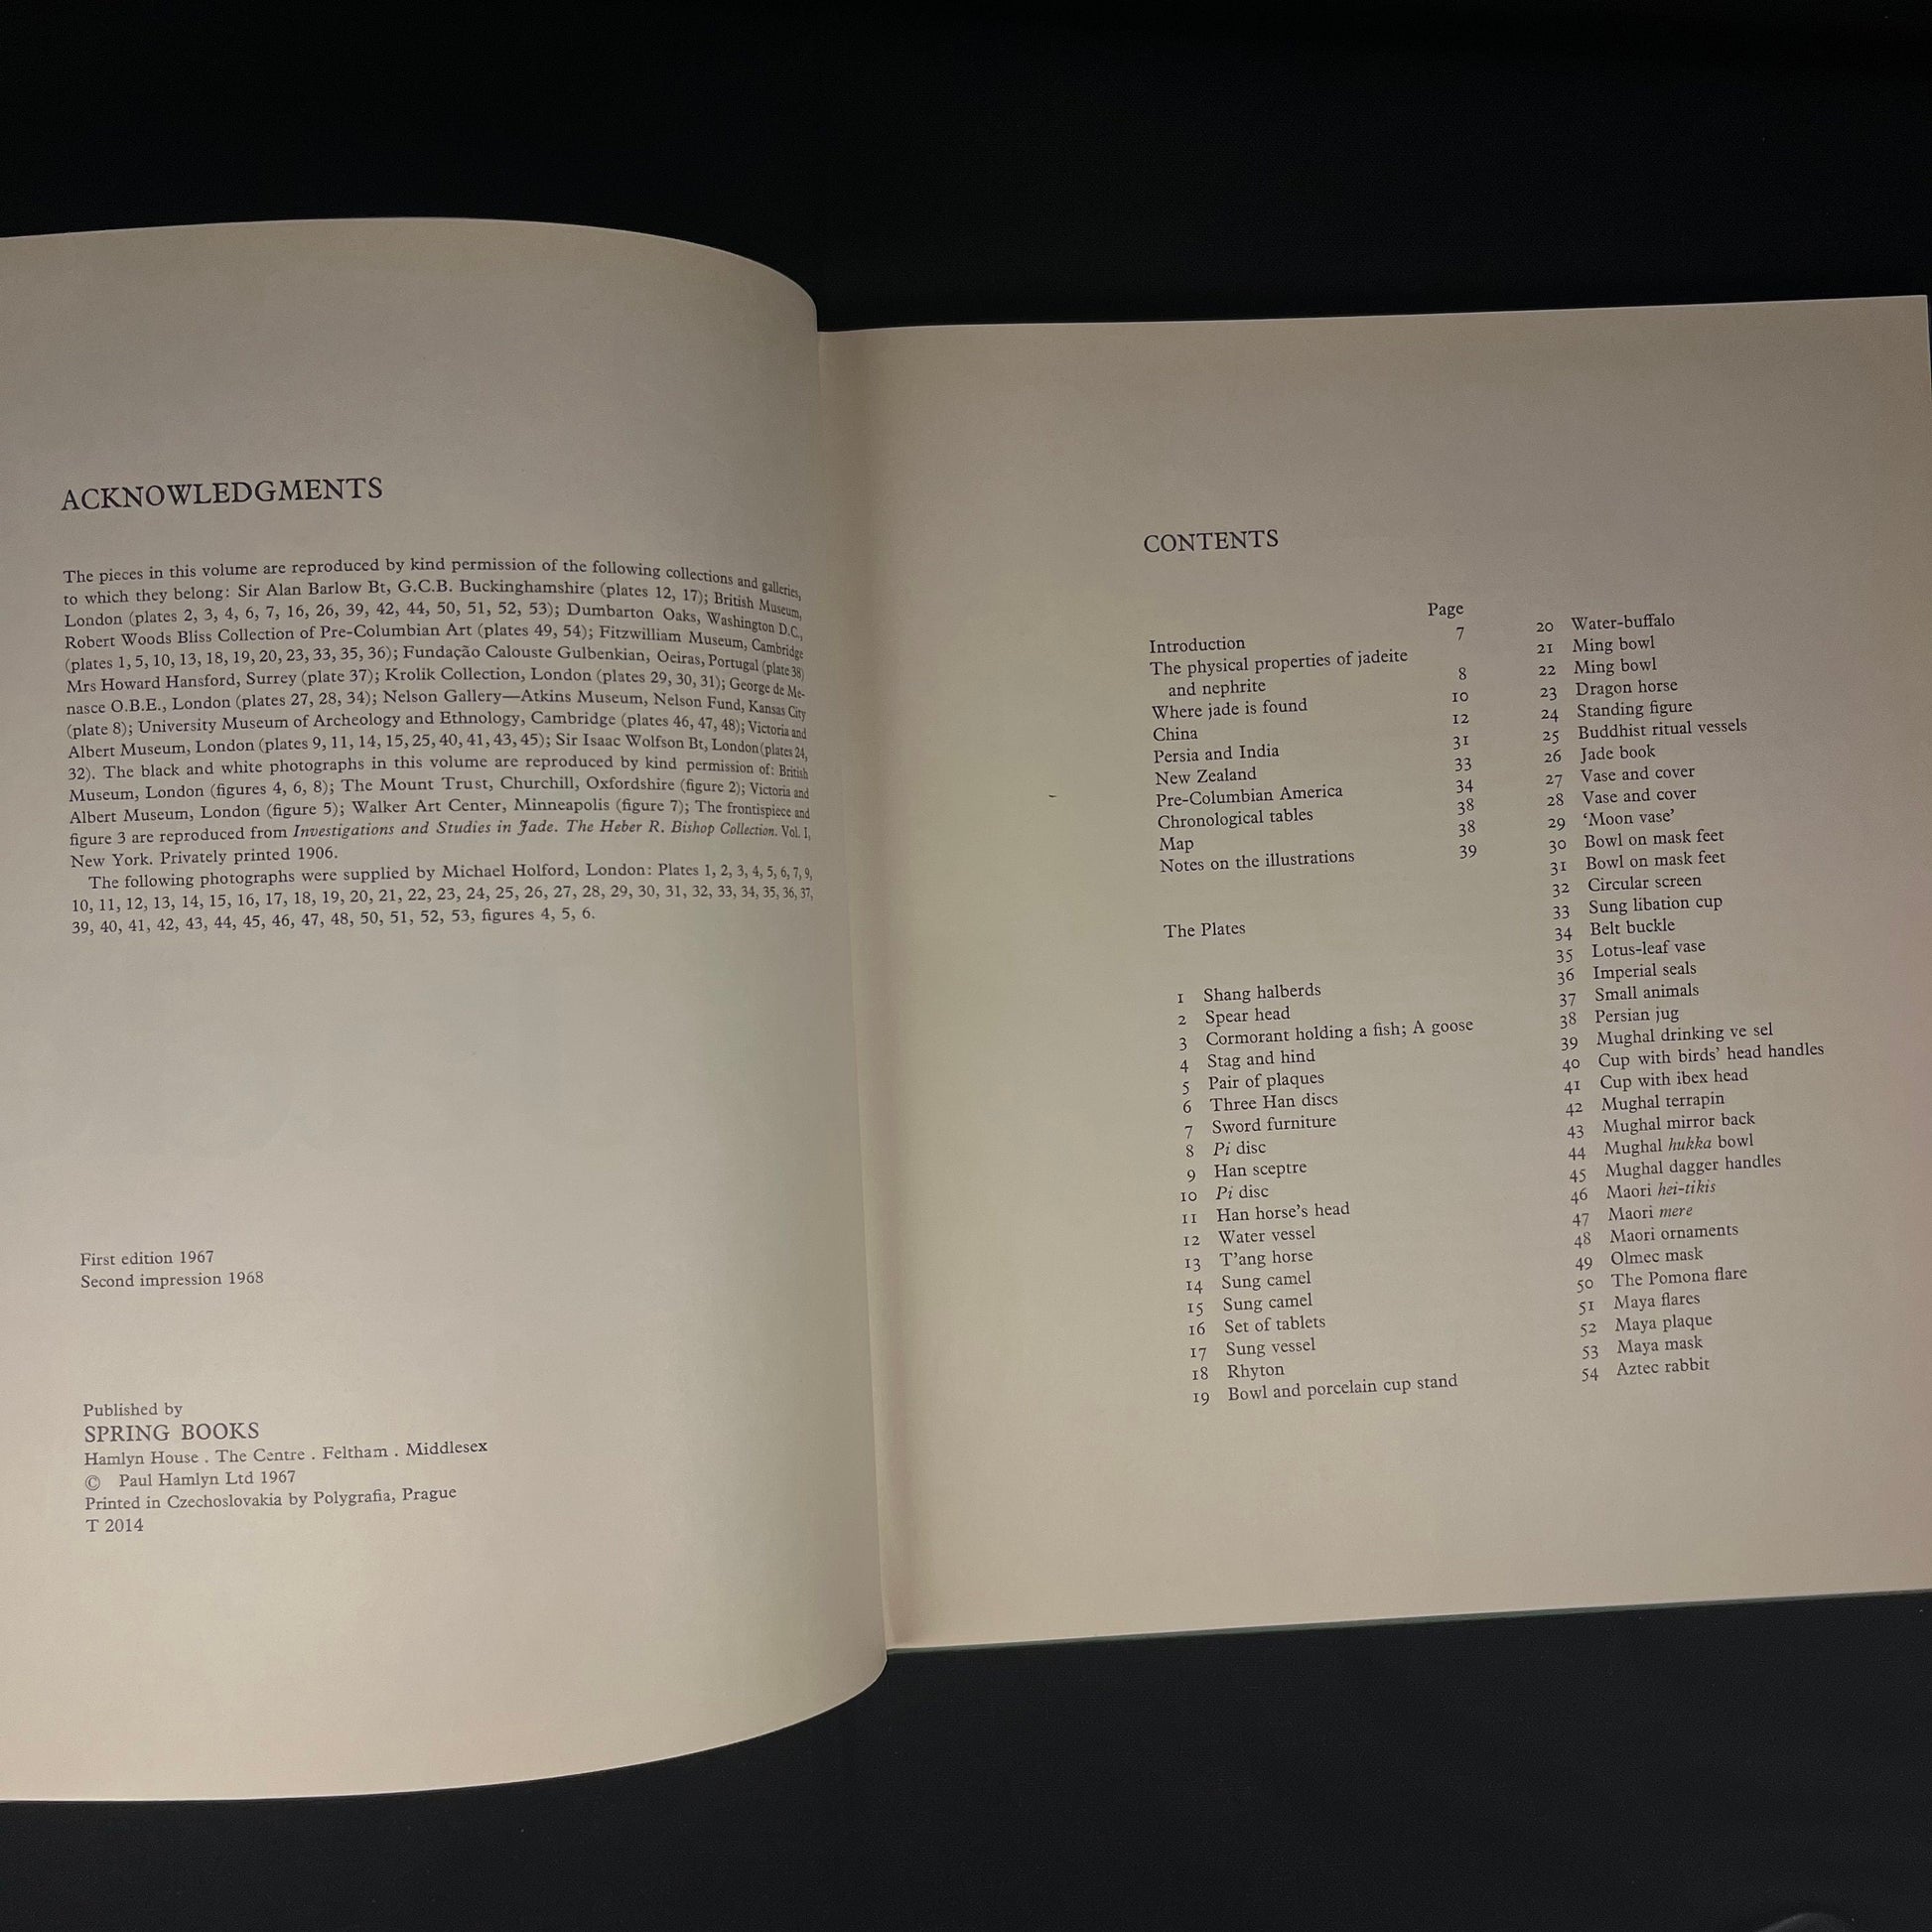 ACKNOWLEDGMENTS
The pieces in this volume are reproduced by kind permission of the following collections and galleries,
to which they belong: Sir Alan Barlow Bt, G.C.B. Buckinghamshire (plates 12, 17); British Museum,
London (plates 2, 3, 4, 6, 7, 16, 26, 39, 42, 44, 50, 51, 52, 53); Dumbarton Oaks, Washington D.C.,
Robert Woods Bliss Collection of Pre-Columbian Art (plates 49, 54); Fitzwilliam Museum, Cambridge
(plates 1, 5, 10, 13, 18, 19, 20, 23, 33, 35, 36); Fundação Calouste Gulbenkian, Oeiras, Portugal (plate 38)
Mrs Howard Hansford, Surrey (plate 37); Krolik Collection, London (plates 29, 30, 31); George de Me-
nasce O.B.E., London (plates 27, 28, 34); Nelson Gallery—Atkins Museum, Nelson Fund, Kansas City
(plate 8); University Museum of Archeology and Ethnology, Cambridge (plates 46, 47, 48); Victoria and
Albert Museum, London (plates 9, 11, 14, 15, 25, 40, 41, 43, 45); Sir Isaac Wolfson Bt, London (plates 24,
32). The black and white photographs in this volume are reproduced by kind permission of: British
Museum, London (figures 4, 6, 8); The Mount Trust, Churchill, Oxfordshire (figure 2); Victoria and
Albert Museum, London (figure 5); Walker Art Center, Minneapolis (figure 7); The frontispiece and
figure 3 are reproduced from Investigations and Studies in Jade. The Heber R. Bishop Collection. Vol. I,
New York. Privately printed 1906.
The following photographs were supplied by Michael Holford, London: Plates 1, 2, 3, 4, 5, 6, 7, 9,
10, 11, 12, 13, 14, 15, 16, 17, 18, 19, 20, 21, 22, 23, 24, 25, 26, 27, 28, 29, 30, 31, 32, 33, 34, 35, 36, 37,
39, 40, 41, 42, 43, 44, 45, 46, 47, 48, 50, 51, 52, 53, figures 4, 5, 6.
First edition 1967
Second impression 1968
Published by
SPRING BOOKS
Hamlyn House . The Centre . Feltham . Middlesex
© Paul Hamlyn Ltd 1967
Printed in Czechoslovakia by Polygrafia, Prague
T 2014
CONTENTS
Page
Introduction 7
The physical properties of jadeite
and nephrite 8
Where jade is found 10
China 12
Persia and India 31
New Zealand 33
Pre-Columbian America 34
Chronological tables 38
Map 38
Notes on the illustrations 39
The Plates
1 Shang halberds
2 Spear head
3 Cormorant holding a fish; A goose
4 Stag and hind
5 Pair of plaques
6 Three Han discs
7 Sword furniture
8 Pi disc
9 Han sceptre
10 Pi disc
11 Han horse's head
12 Water vessel
13 T'ang horse
14 Sung camel
15 Sung camel
16 Set of tablets
17 Sung vessel
18 Rhyton
19 Bowl and porcelain cup stand
20 Water-buffalo
21 Ming bowl
22 Ming bowl
23 Dragon horse
24 Standing figure
25 Buddhist ritual vessels
26 Jade book
27 Vase and cover
28 Vase and cover
29 ‘Moon vase’
30 Bowl on mask feet
31 Bowl on mask feet
32 Circular screen
33 Sung libation cup
34 Belt buckle
35 Lotus-leaf vase
36 Imperial seals
37 Small animals
38 Persian jug
39 Mughal drinking ve sel
40 Cup with birds' head handles
41 Cup with ibex head
42 Mughal terrapin
43 Mughal mirror back
44 Mughal hukka bowl
45 Mughal dagger handles
46 Maori hei-tikis
47 Maori mere
48 Maori ornaments
49 Olmec mask
50 The Pomona flare
51 Maya flares
52 Maya plaque
53 Maya mask
54 Aztec rabbit